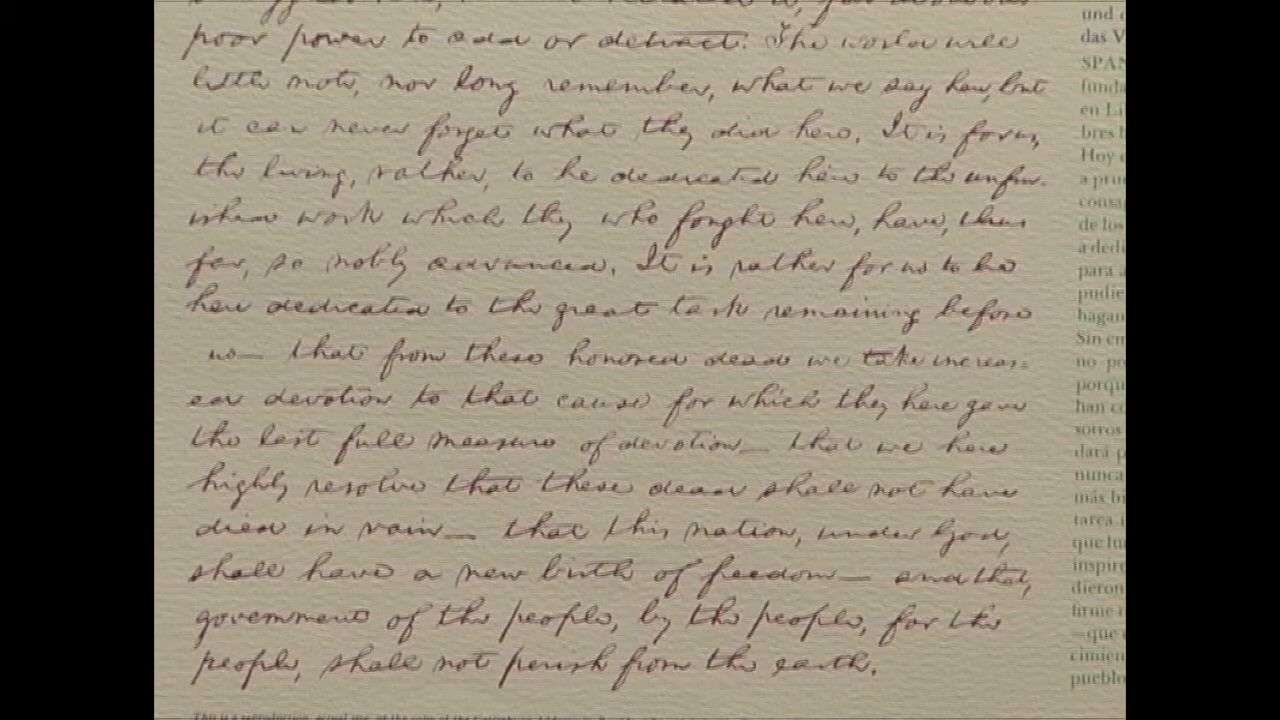 poor power to add or detract. The world will
little note, nor long remember, what we say here, but
it can never forget what they did here. It is for us,
the living, rather, to be dedicated here to the unfin-
ished work which they who fought here, have, thus
far, so nobly advanced. It is rather for us to be
here dedicated to the great task remaining before
us— that from these honored dead we take increas-
ed devotion to that cause for which they here gave
the last full measure of devotion— that we here
highly resolve that these dead shall not have
died in vain— that this nation, under God,
shall have a new birth of freedom— and that,
government of the people, by the people, for the
people, shall not perish from the earth.
und
das V
SPAN
funda
en Li
bres h
Hoy
a prue
consag
de los
a dedi
para a
pudie
hagan
Sin em
no po
porqu
han co
sotros
dará p
nunca
más bi
tarea i
que lu
inspire
dieron
firme
—que
cimien
pueblo